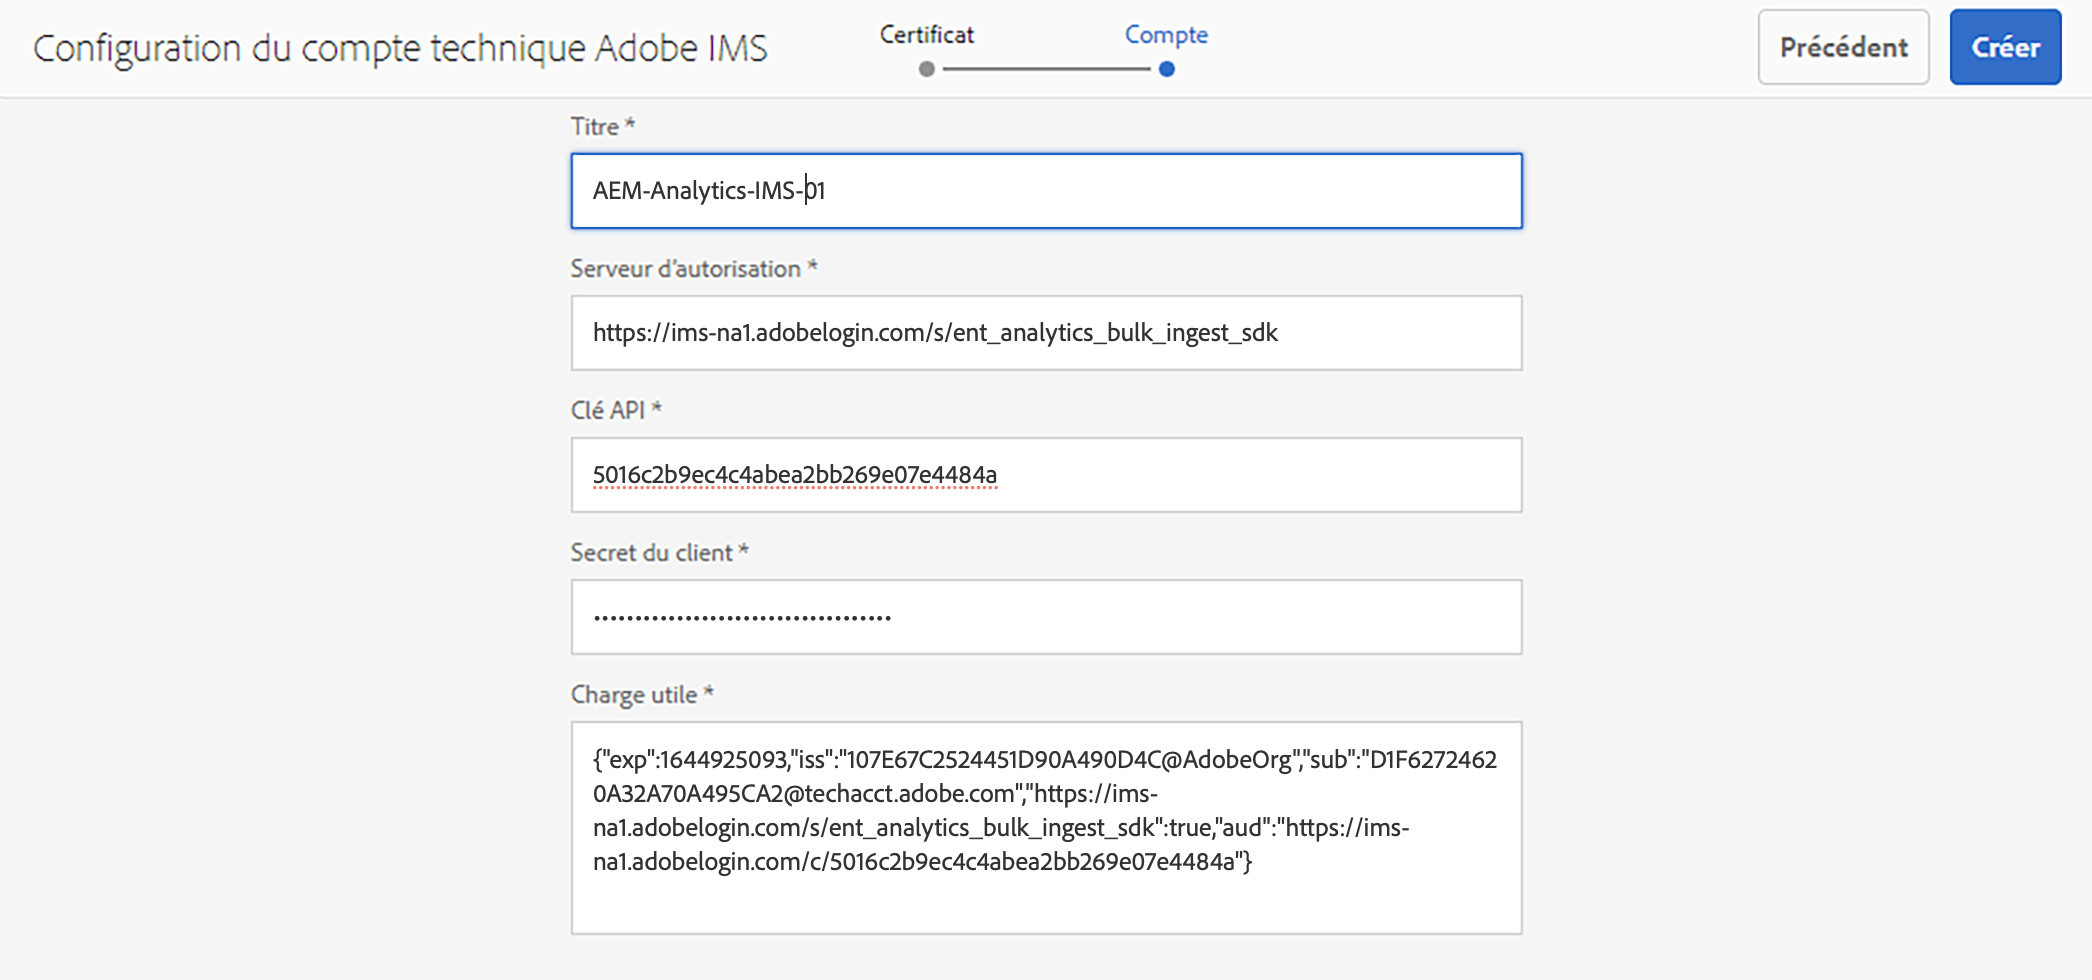 Configuration du compte technique Adobe IMS
Certificat
Compte
Précédent
Créer
Titre *
AEM-Analytics-IMS-01
Serveur d'autorisation *
https://ims-na1.adobelogin.com/s/ent_analytics_bulk_ingest_sdk
Clé API *
5016c2b9ec4c4abea2bb269e07e4484a
Secret du client *
••••••••••••••••••••••••••••••••••••
Charge utile *
{"exp":1644925093,"iss":"107E67C2524451D90A490D4C@AdobeOrg","sub":"D1F6272462
0A32A70A495CA2@techacct.adobe.com","https://ims-
na1.adobelogin.com/s/ent_analytics_bulk_ingest_sdk":true,"aud":"https://ims-
na1.adobelogin.com/c/5016c2b9ec4c4abea2bb269e07e4484a"}